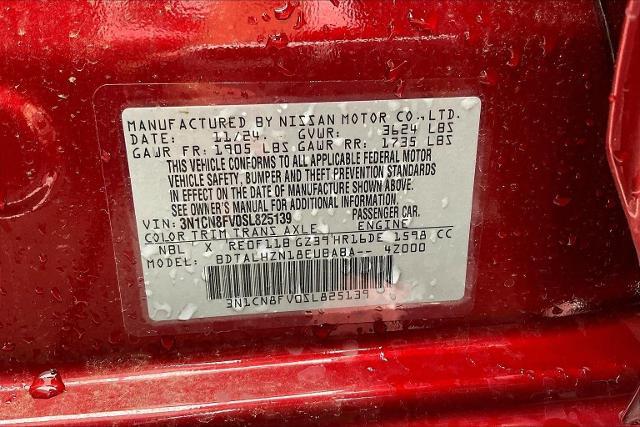 MANUFACTURED BY NISSAN MOTOR CO.,LTD.
DATE: 11/24. GVWR: 3624 LBS
GAWR FR: 1905 LBS GAWR RR: 1735 LBS
THIS VEHICLE CONFORMS TO ALL APPLICABLE FEDERAL MOTOR
VEHICLE SAFETY, BUMPER AND THEFT PREVENTION STANDARDS
IN EFFECT ON THE DATE OF MANUFACTURE SHOWN ABOVE.
SEE OWNER'S MANUAL FOR ADDITIONAL INFORMATION.
VIN: 3N1CN8FV0SL825139 PASSENGER CAR.
COLOR TRIM TRANS AXLE ENGINE
NBL X RE0F11B GZ39 HR16DE 1598 CC
MODEL: BDTALHZN18EUBABA-- 4Z000
3N1CN8FV0SL825139